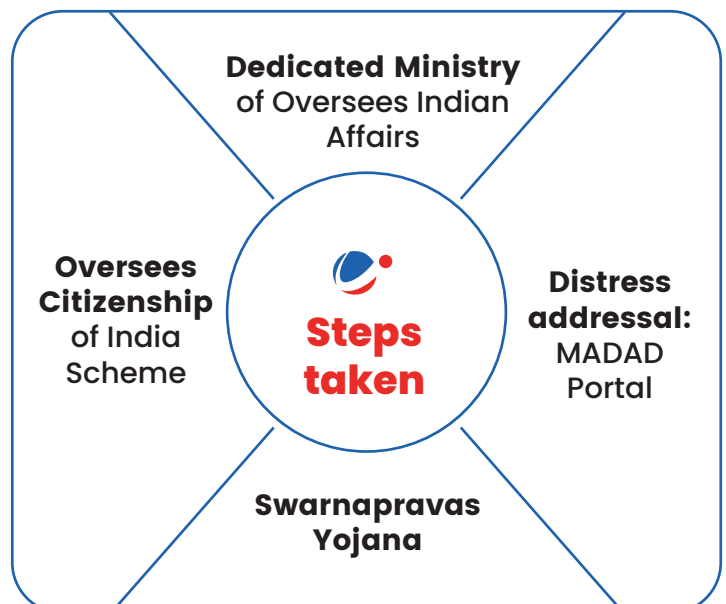 Dedicated Ministry
of Oversees Indian
Affairs
Oversees
Citizenship
of India
Scheme
Steps
taken
Distress
addressal:
MADAD
Portal
Swarnapravas
Yojana